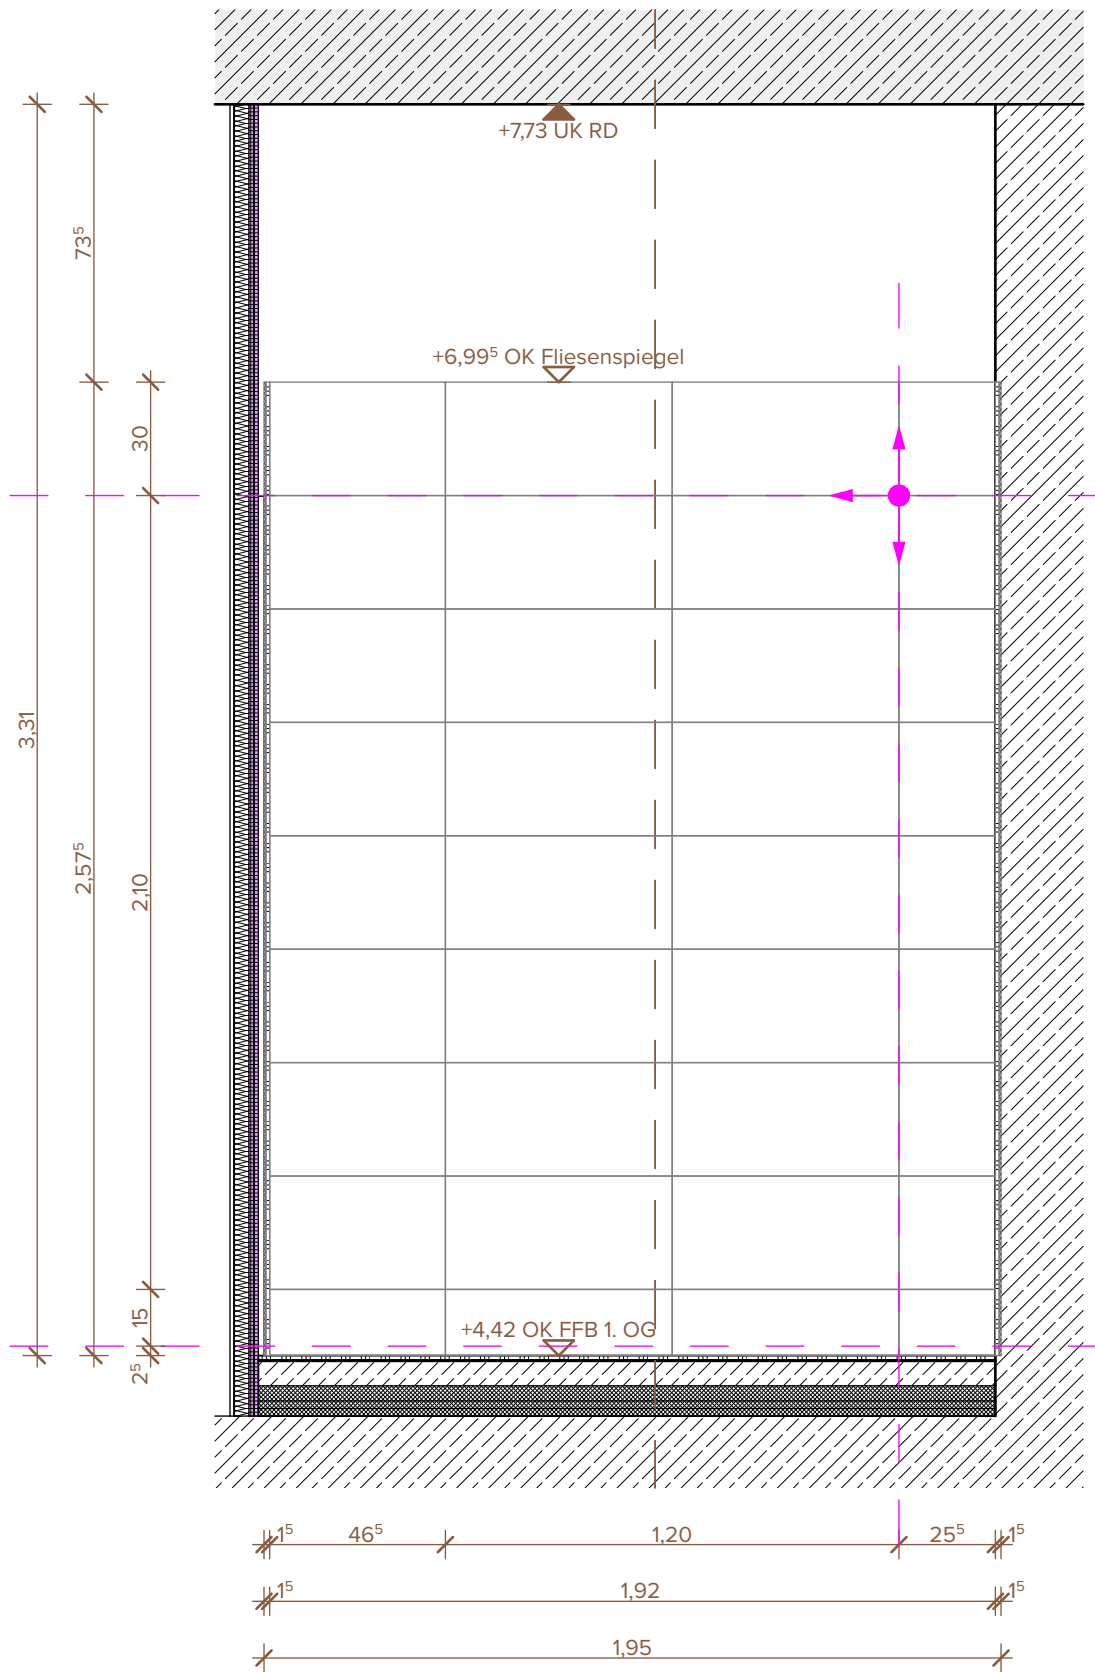 +7,73 UK RD
73⁵
+6,99⁵ OK Fliesenspiegel
30
3,31
2,57⁵
2,10
15
+4,42 OK FFB 1. OG
2⁵
1⁵ 46⁵ 1,20 25⁵ 1⁵
1⁵ 1,92 1⁵
1,95